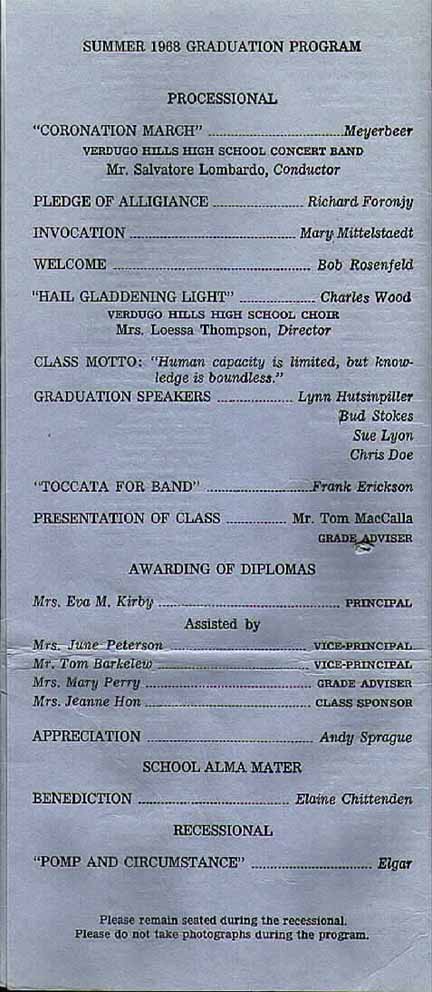 SUMMER 1968 GRADUATION PROGRAM
PROCESSIONAL
"CORONATION MARCH" ........................ Meyerbeer
VERDUGO HILLS HIGH SCHOOL CONCERT BAND
Mr. Salvatore Lombardo, Conductor
PLEDGE OF ALLIGIANCE ........................ Richard Foronjy
INVOCATION ........................ Mary Mittelstaedt
WELCOME ........................ Bob Rosenfeld
"HAIL GLADDENING LIGHT" ........................ Charles Wood
VERDUGO HILLS HIGH SCHOOL CHOIR
Mrs. Loessa Thompson, Director
CLASS MOTTO: "Human capacity is limited, but know-
ledge is boundless."
GRADUATION SPEAKERS ........................ Lynn Hutsinpiller
Bud Stokes
Sue Lyon
Chris Doe
"TOCCATA FOR BAND" ........................ Frank Erickson
PRESENTATION OF CLASS ........................ Mr. Tom MacCalla
GRADE ADVISER
AWARDING OF DIPLOMAS
Mrs. Eva M. Kirby ........................ PRINCIPAL
Assisted by
Mrs. June Peterson ........................ VICE-PRINCIPAL
Mr. Tom Barkelew ........................ VICE-PRINCIPAL
Mrs. Mary Perry ........................ GRADE ADVISER
Mrs. Jeanne Hon ........................ CLASS SPONSOR
APPRECIATION ........................ Andy Sprague
SCHOOL ALMA MATER
BENEDICTION ........................ Elaine Chittenden
RECESSIONAL
"POMP AND CIRCUMSTANCE" ........................ Elgar
Please remain seated during the recessional.
Please do not take photographs during the program.